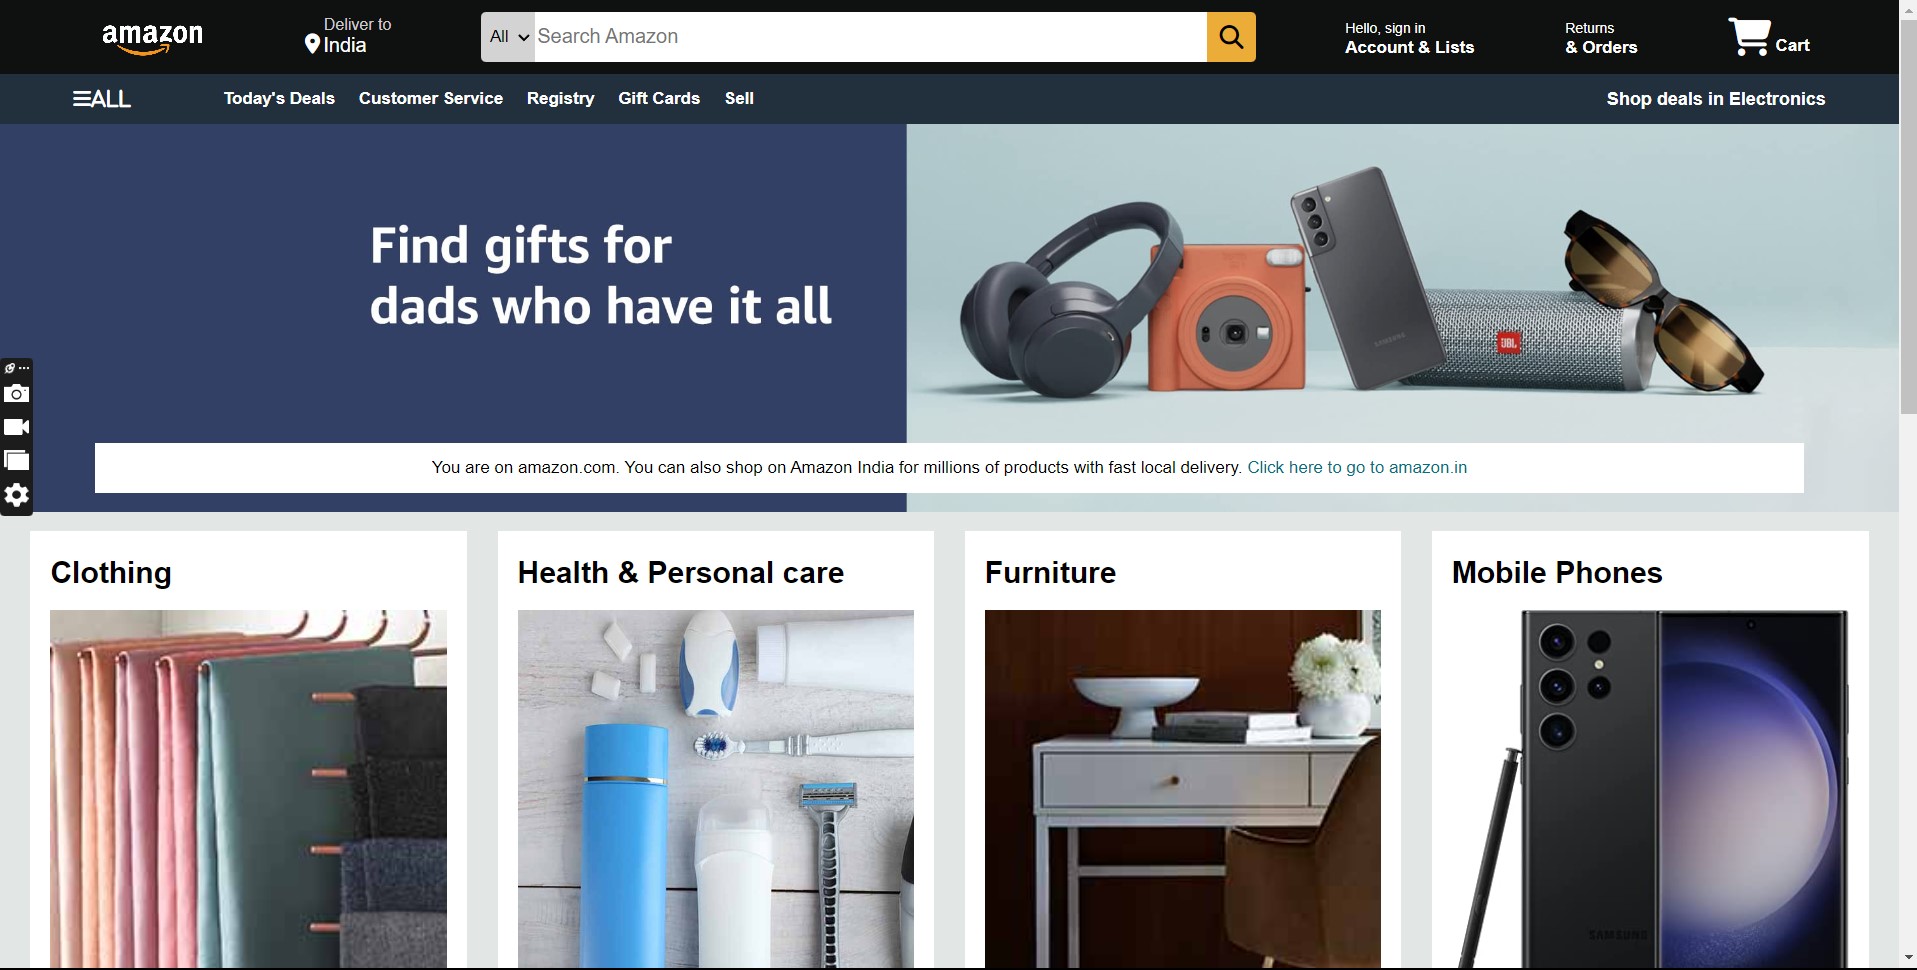 amazon
Deliver to
India
All
Search Amazon
Hello, sign in
Account & Lists
Returns
& Orders
Cart
ALL
Today's Deals
Customer Service
Registry
Gift Cards
Sell
Shop deals in Electronics
Find gifts for
dads who have it all
SAMSUNG
JBL
You are on amazon.com. You can also shop on Amazon India for millions of products with fast local delivery. Click here to go to amazon.in
Clothing
Health & Personal care
Furniture
Mobile Phones
SAMSUNG